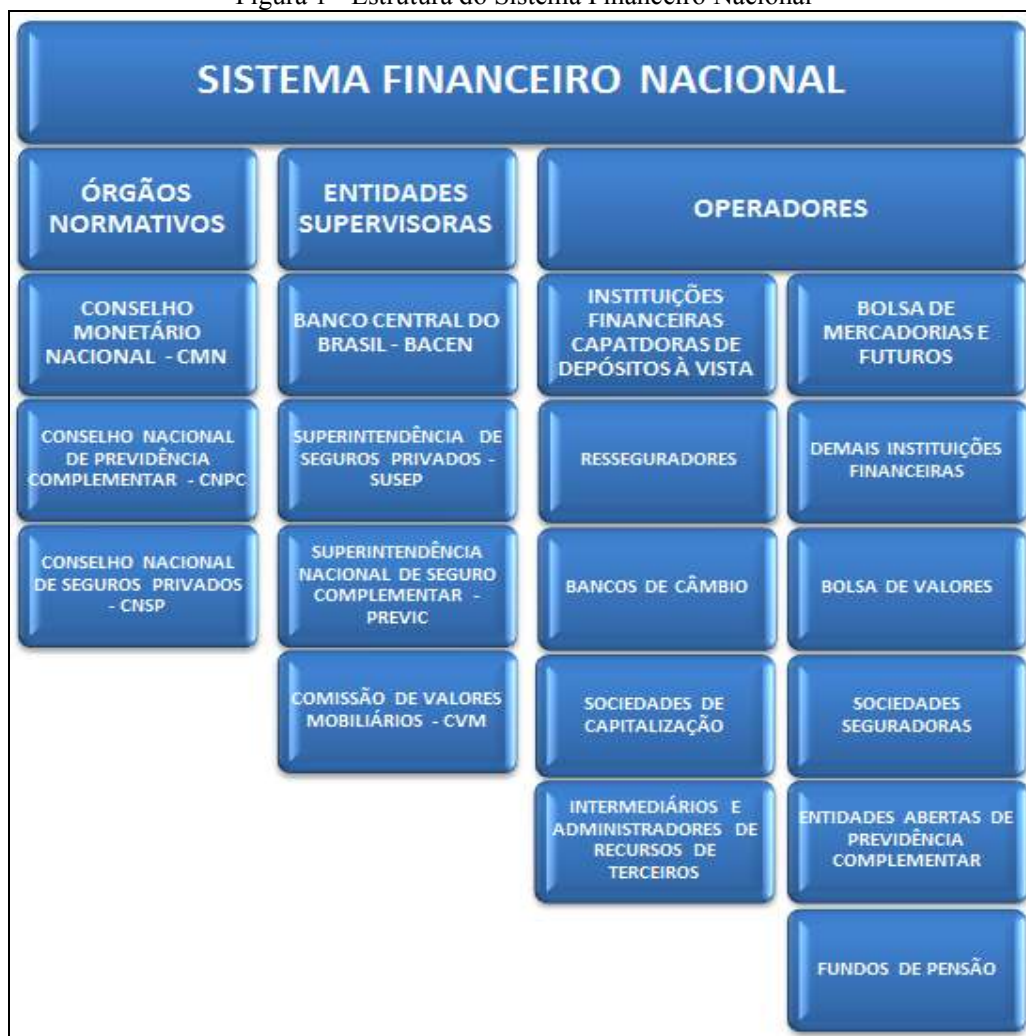 Figura 1 - Estrutura do Sistema Financeiro Nacional
SISTEMA FINANCEIRO NACIONAL
ÓRGÃOS
NORMATIVOS
ENTIDADES
SUPERVISORAS
OPERADORES
CONSELHO
MONETÁRIO
NACIONAL - CMN
BANCO CENTRAL DO
BRASIL - BACEN
INSTITUIÇÕES
FINANCEIRAS
CAPATDORAS DE
DEPÓSITOS À VISTA
BOLSA DE
MERCADORIAS E
FUTUROS
CONSELHO NACIONAL
DE PREVIDÊNCIA
COMPLEMENTAR - CNPC
SUPERINTENDÊNCIA DE
SEGUROS PRIVADOS -
SUSEP
RESSEGURADORES
DEMAIS INSTITUIÇÕES
FINANCEIRAS
CONSELHO NACIONAL
DE SEGUROS PRIVADOS
- CNSP
SUPERINTENDÊNCIA
NACIONAL DE SEGURO
COMPLEMENTAR -
PREVIC
BANCOS DE CÂMBIO
BOLSA DE VALORES
COMISSÃO DE VALORES
MOBILIÁRIOS - CVM
SOCIEDADES DE
CAPITALIZAÇÃO
SOCIEDADES
SEGURADORAS
INTERMEDIÁRIOS E
ADMINISTRADORES DE
RECURSOS DE
TERCEIROS
ENTIDADES ABERTAS DE
PREVIDÊNCIA
COMPLEMENTAR
FUNDOS DE PENSÃO